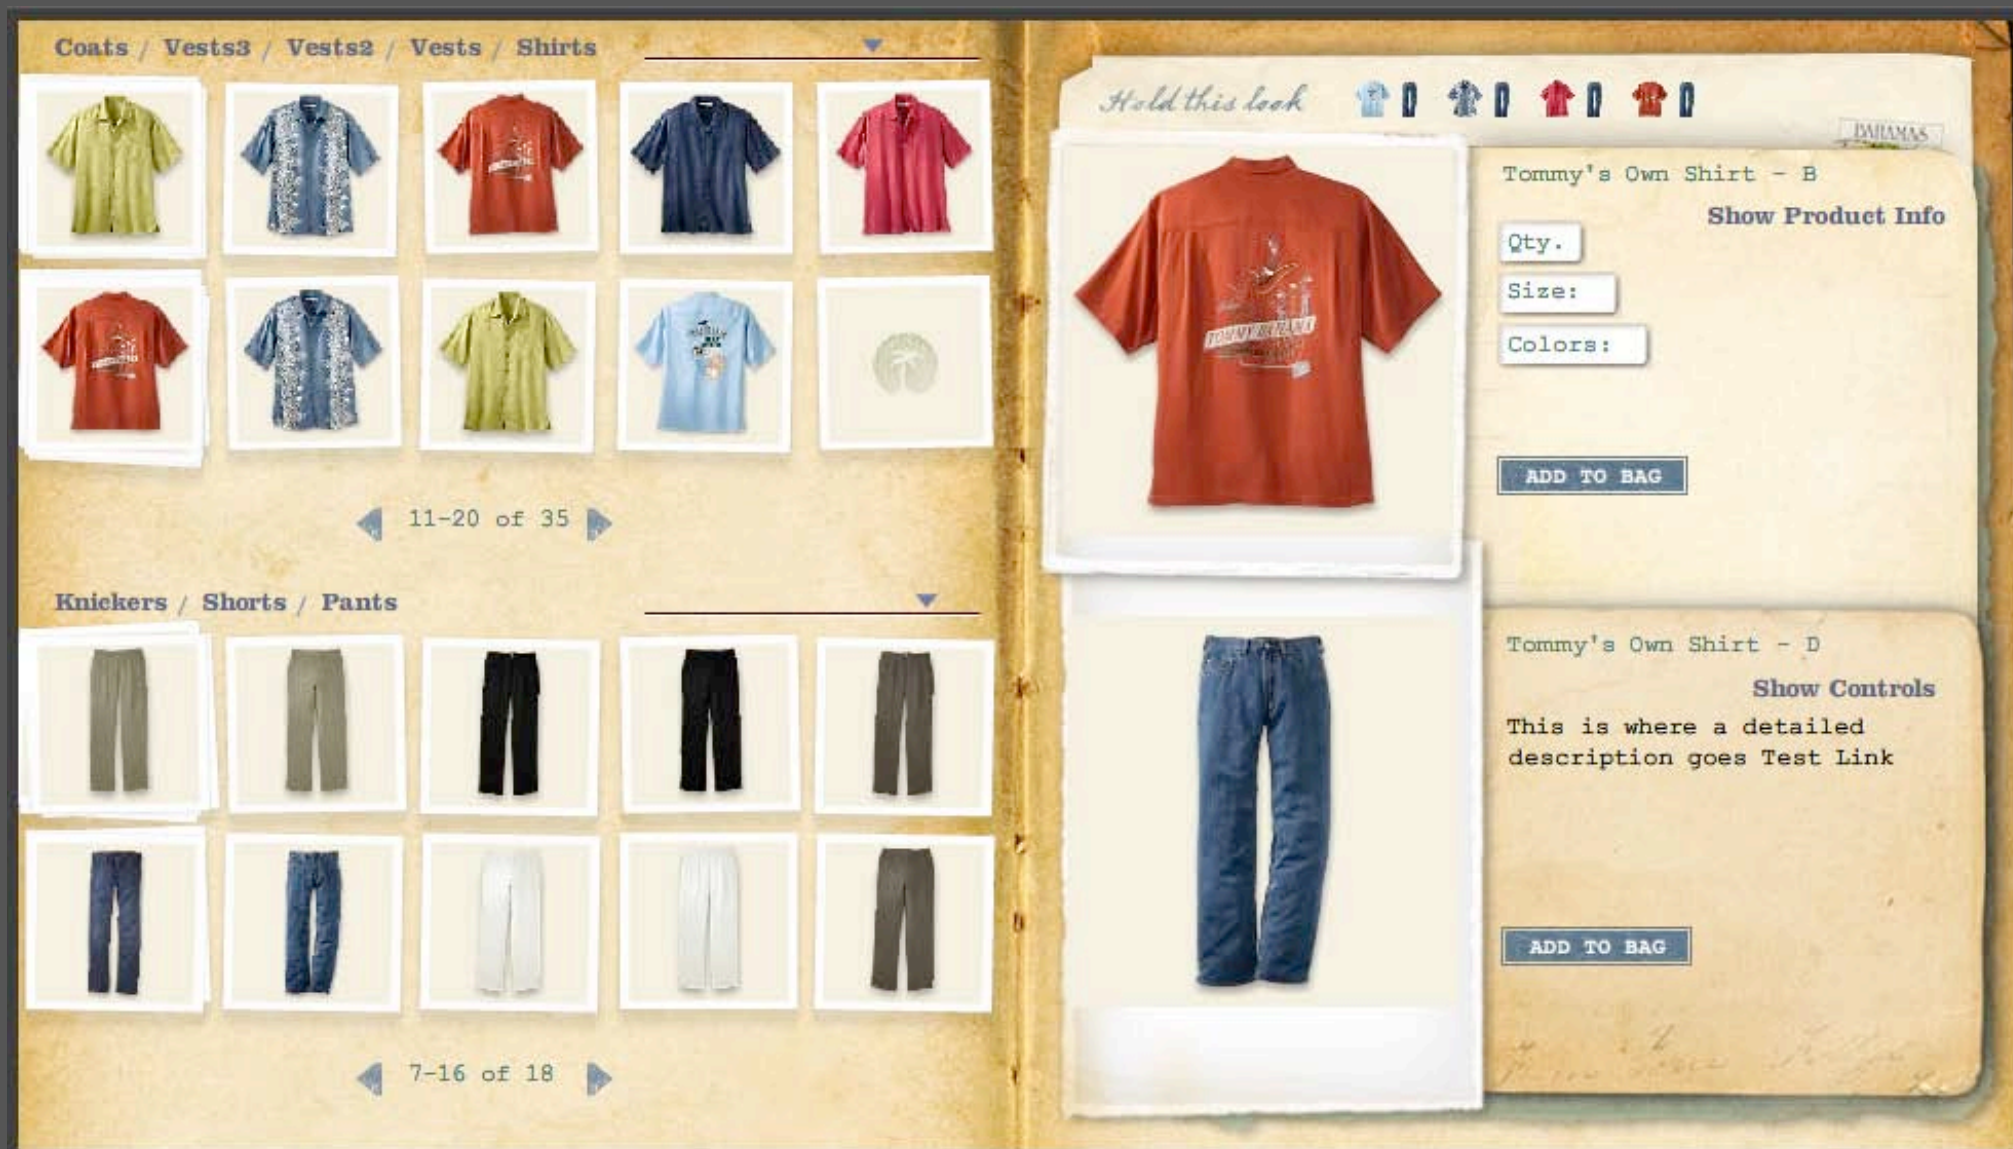 Coats / Vests3 / Vests2 / Vests / Shirts
11-20 of 35
Knickers / Shorts / Pants
7-16 of 18
Hold this look
BAHAMAS
Tommy's Own Shirt - B
Show Product Info
Qty.
Size:
Colors:
ADD TO BAG
TOMMY BAHAMA
Tommy's Own Shirt - D
Show Controls
This is where a detailed
description goes Test Link
ADD TO BAG